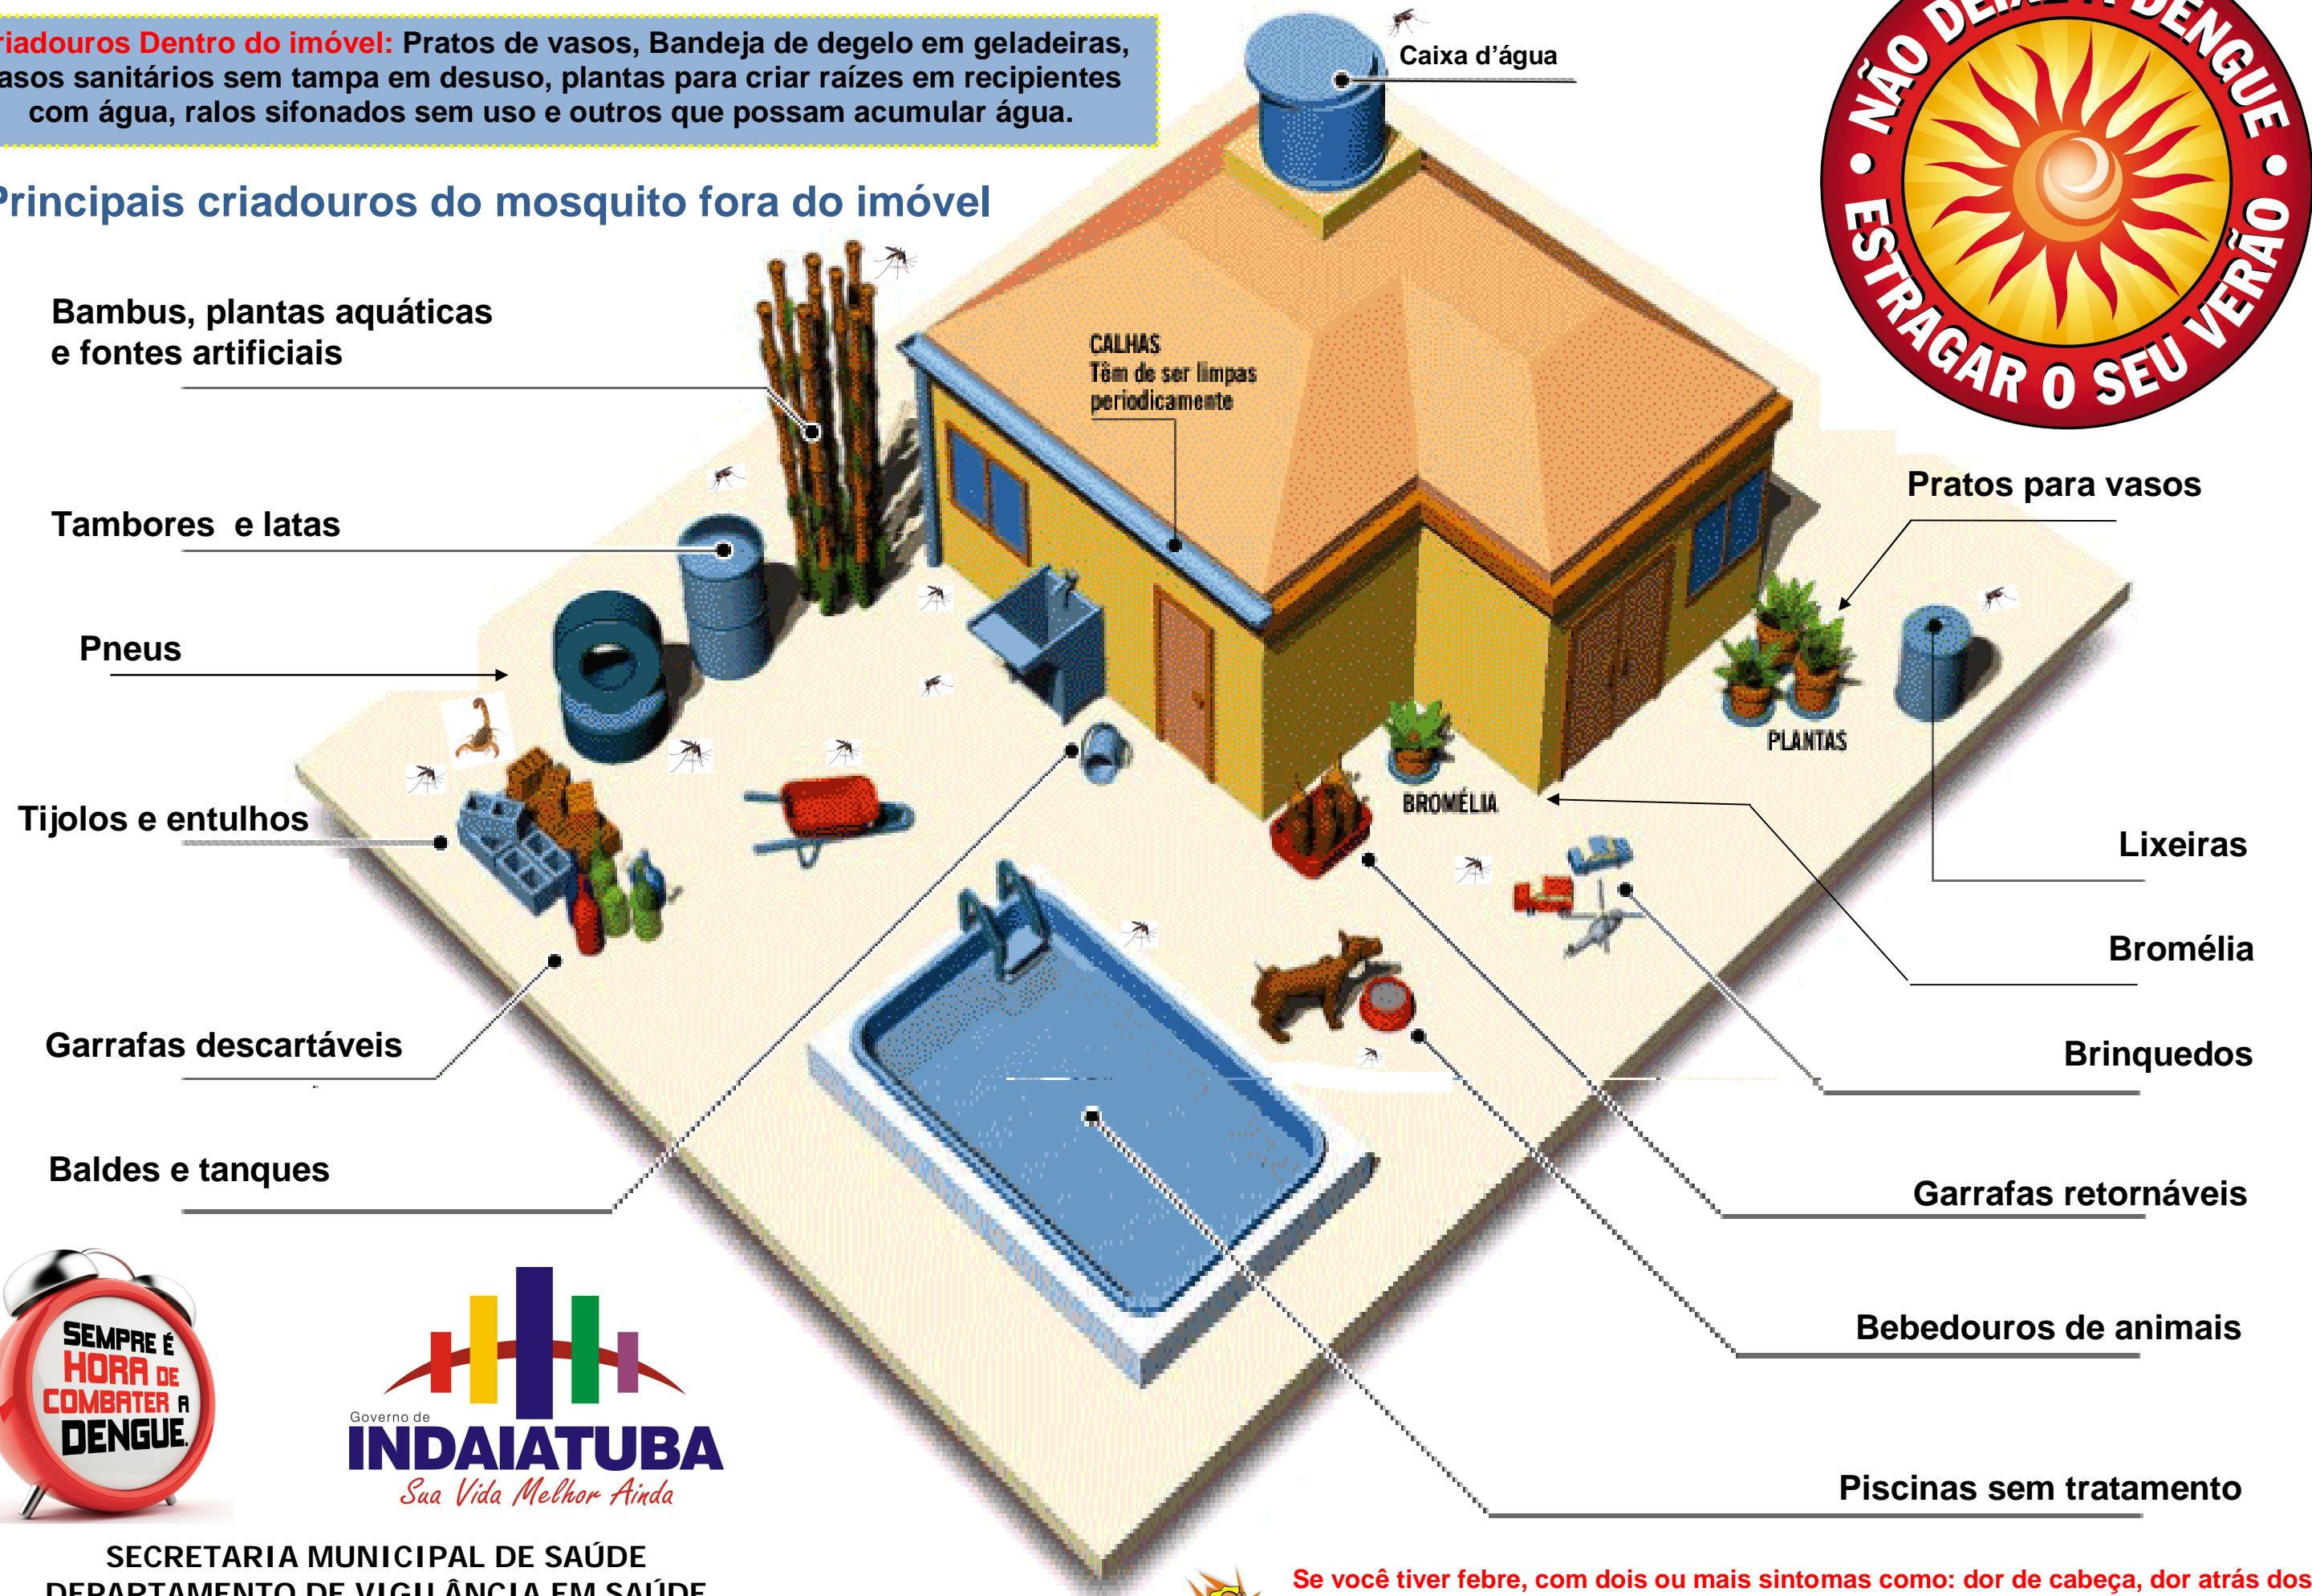 riadouros Dentro do imóvel: Pratos de vasos, Bandeja de degelo em geladeiras,
asos sanitários sem tampa em desuso, plantas para criar raízes em recipientes
com água, ralos sifonados sem uso e outros que possam acumular água.
Principais criadouros do mosquito fora do imóvel
Caixa d'água
NÃO DEIXE A DENGUE
ESTRAGAR O SEU VERÃO
Bambus, plantas aquáticas
e fontes artificiais
CALHAS
Têm de ser limpas
periodicamente
Pratos para vasos
Tambores e latas
Pneus
PLANTAS
BROMÉLIA
Tijolos e entulhos
Lixeiras
Bromélia
Garrafas descartáveis
Brinquedos
Baldes e tanques
Garrafas retornáveis
Bebedouros de animais
Piscinas sem tratamento
SEMPRE É
HORA DE
COMBATER A
DENGUE.
Governo de
INDAIATUBA
Sua Vida Melhor Ainda
SECRETARIA MUNICIPAL DE SAÚDE
DEPARTAMENTO DE VIGILÂNCIA EM SAÚDE
Se você tiver febre, com dois ou mais sintomas como: dor de cabeça, dor atrás dos